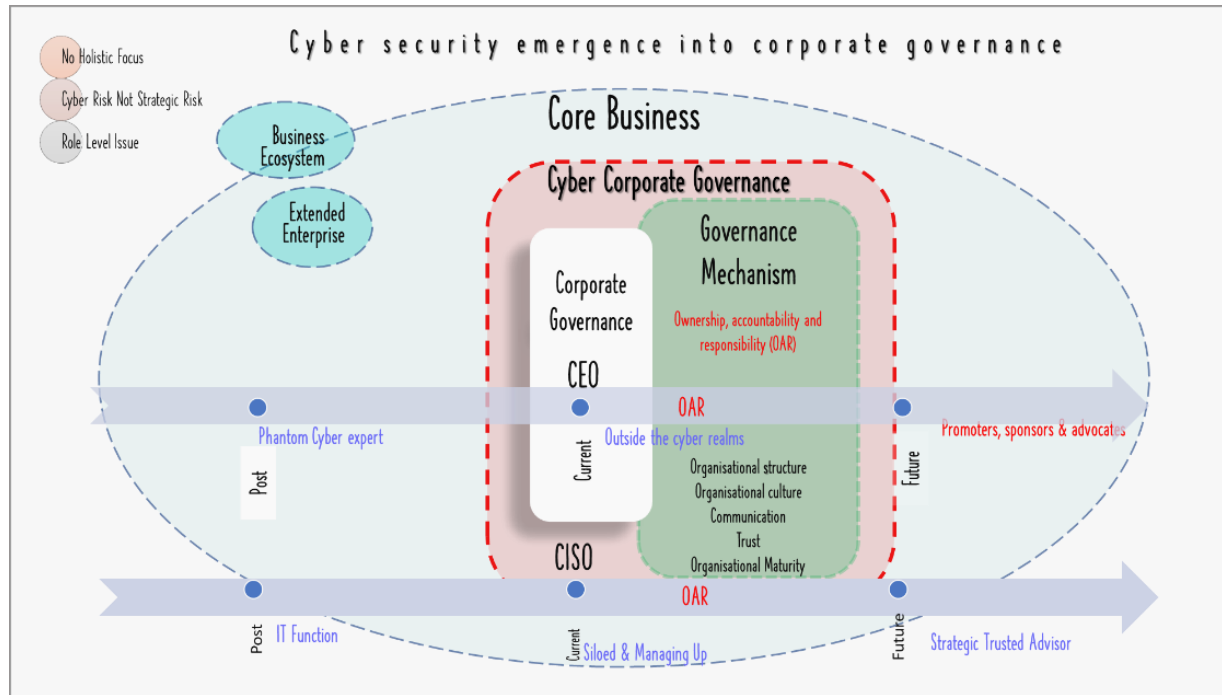 Cyber security emergence into corporate governance
No Holistic Focus
Cyber Risk Not Strategic Risk
Role Level Issue
Core Business
Business
Ecosystem
Extended
Enterprise
Cyber Corporate Governance
Corporate
Governance
Governance
Mechanism
Ownership, accountability and
responsibility (OAR)
CEO
OAR
Phantom Cyber expert
Outside the cyber realms
Promoters, sponsors & advocates
Post
Current
Future
Organisational structure
Organisational culture
Communication
Trust
Organisational Maturity
CISO
OAR
Post
IT Function
Current
Siloed & Managing Up
Future
Strategic Trusted Advisor